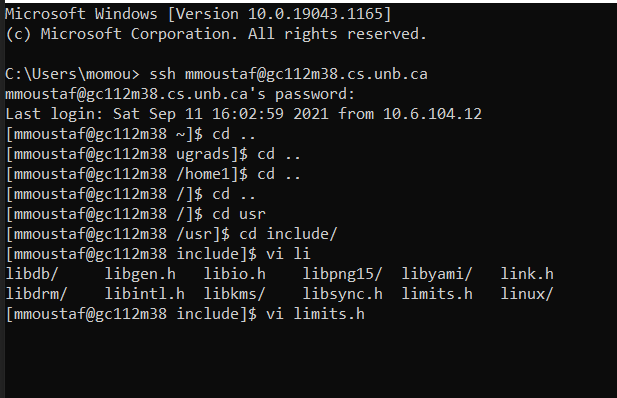 Microsoft Windows [Version 10.0.19043.1165]
(c) Microsoft Corporation. All rights reserved.
C:\Users\momou> ssh mmoustaf@gc112m38.cs.unb.ca
mmoustaf@gc112m38.cs.unb.ca's password:
Last login: Sat Sep 11 16:02:59 2021 from 10.6.104.12
[mmoustaf@gc112m38 ~]$ cd ..
[mmoustaf@gc112m38 ugrads]$ cd ..
[mmoustaf@gc112m38 /home1]$ cd ..
[mmoustaf@gc112m38 /]$ cd ..
[mmoustaf@gc112m38 /]$ cd usr
[mmoustaf@gc112m38 /usr]$ cd include/
[mmoustaf@gc112m38 include]$ vi li
libdb/ libgen.h libio.h libpng15/ libyami/ link.h
libdrm/ libintl.h libkms/ libsync.h limits.h linux/
[mmoustaf@gc112m38 include]$ vi limits.h